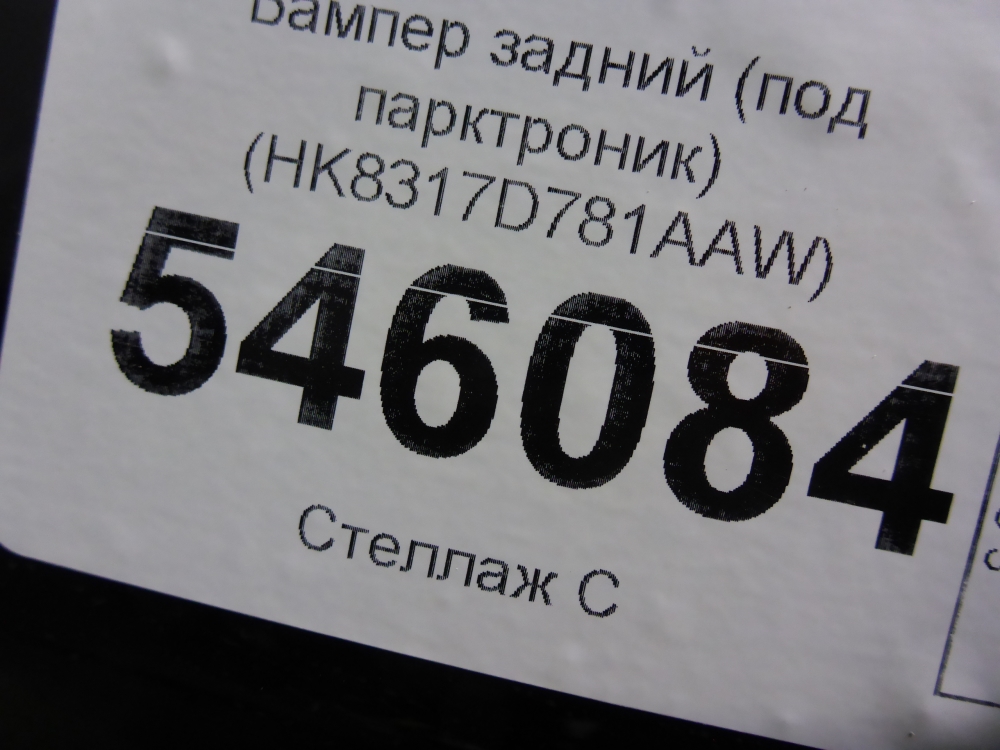 Бампер задний (под
парктроник)
(HK8317D781AAW)
546084
Стеллаж С